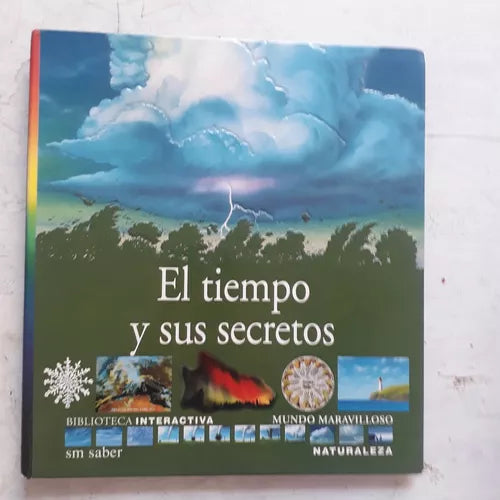 El tiempo
y sus secretos
BIBLIOTECA INTERACTIVA
MUNDO MARAVILLOSO
sm saber
NATURALEZA